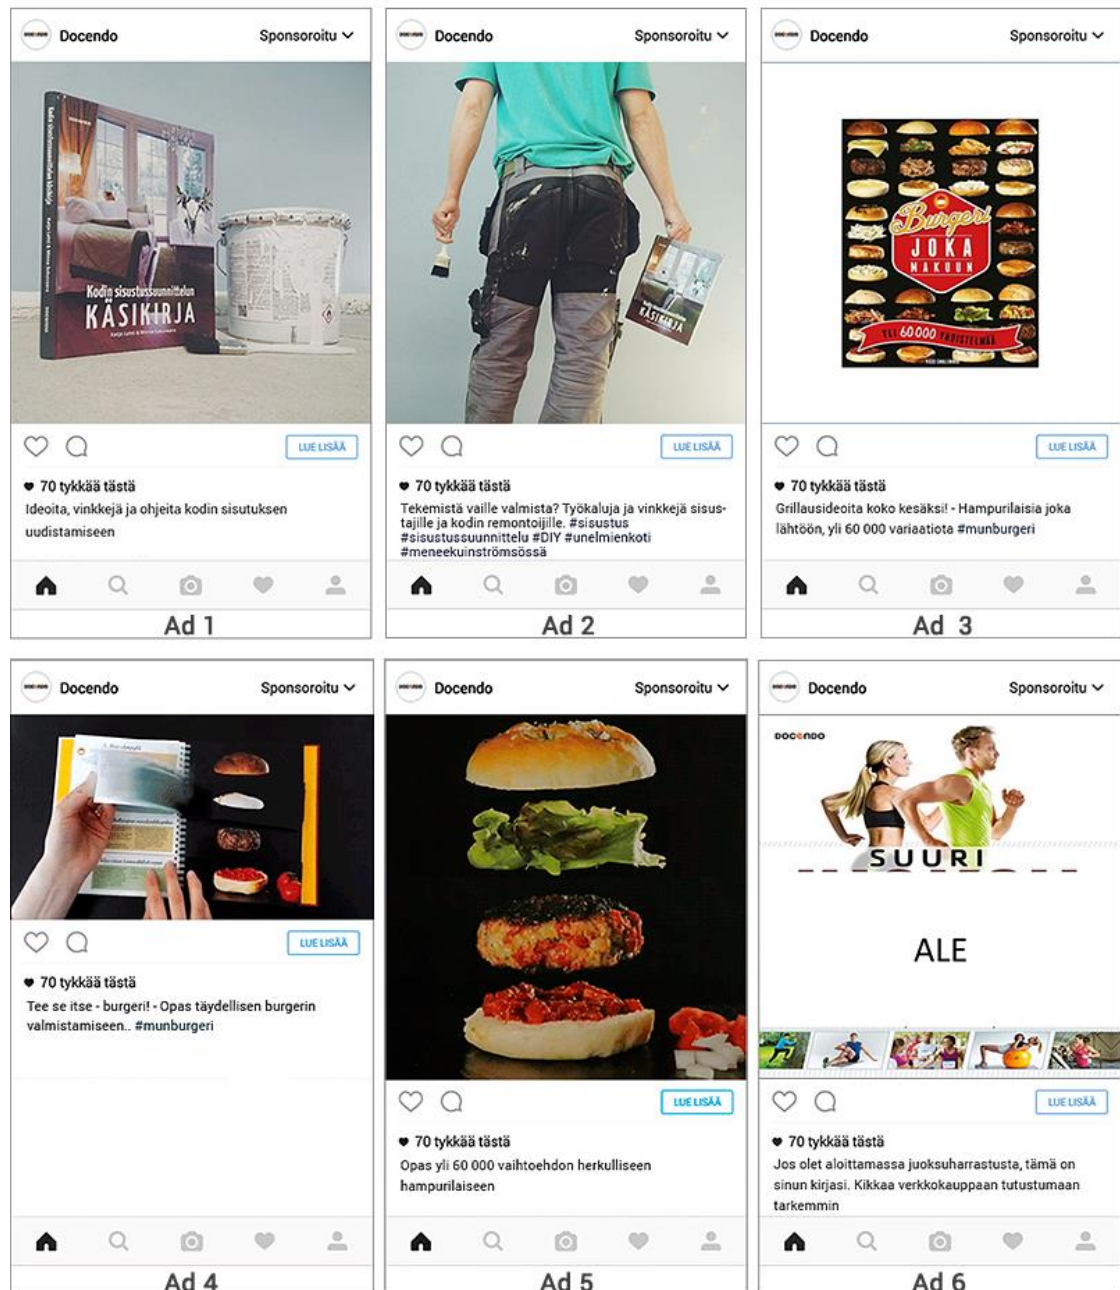 Docendo
Sponsoroitu
Kodin sisustussuunnittelun
KÄSIKIRJA
LUE LISÄÄ
70 tykkää tästä
Ideoita, vinkkejä ja ohjeita kodin sisutuksen
uudistamiseen
Ad 1
Docendo
Sponsoroitu
KÄSIKIRJA
LUE LISÄÄ
70 tykkää tästä
Tekemistä vaille valmista? Työkaluja ja vinkkejä sisus-
tajille ja kodin remontoijille. #sisustus
#sisustussuunnittelu #DIY #unelmienkoti
#meneekuinströmsössä
Ad 2
Docendo
Sponsoroitu
Burgeri
JOKA
MAKUUN
YLI 60 000 YHDISTELMÄÄ
LUE LISÄÄ
70 tykkää tästä
Grillausideoita koko kesäksi! - Hampurilaisia joka
lähtöön, yli 60 000 variaatiota #munburgeri
Ad 3
Docendo
Sponsoroitu
LUE LISÄÄ
70 tykkää tästä
Tee se itse - burgeri! - Opas täydellisen burgerin
valmistamiseen.. #munburgeri
Ad 4
Docendo
Sponsoroitu
LUE LISÄÄ
70 tykkää tästä
Opas yli 60 000 vaihtoehdon herkulliseen
hampurilaiseen
Ad 5
Docendo
Sponsoroitu
DOCENDO
SUURI
ALE
LUE LISÄÄ
70 tykkää tästä
Jos olet aloittamassa juoksuharrastusta, tämä on
sinun kirjasi. Kikkaa verkkokauppaan tutustumaan
tarkemmin
Ad 6